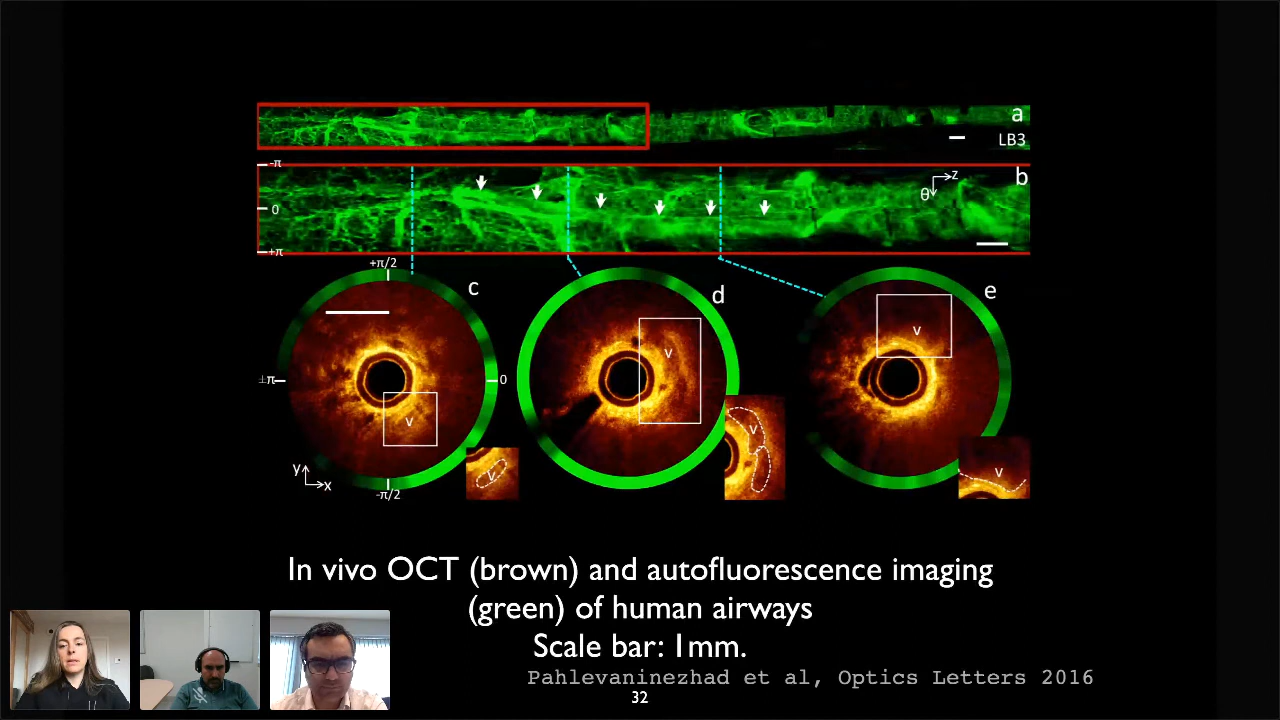 a
LB3
-π
0
+π
z
θ
b
+π/2
c
d
e
v
v
v
±π
0
v
v
v
y
x
-π/2
In vivo OCT (brown) and autofluorescence imaging
(green) of human airways
Scale bar: 1mm.
Pahlevaninezhad et al, Optics Letters 2016
32